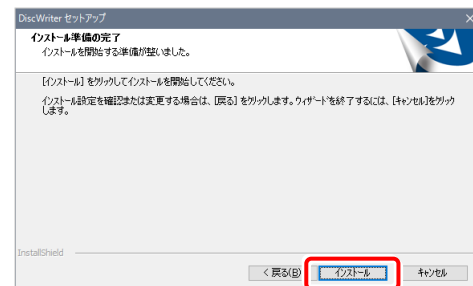 DiscWriter セットアップ
インストール準備の完了
インストールを開始する準備が整いました。
[インストール] をクリックしてインストールを開始してください。
インストール設定を確認または変更する場合は、[戻る] をクリックします。ウィザードを終了するには、[キャンセル]をクリック
します。
InstallShield
< 戻る(B)
インストール
キャンセル